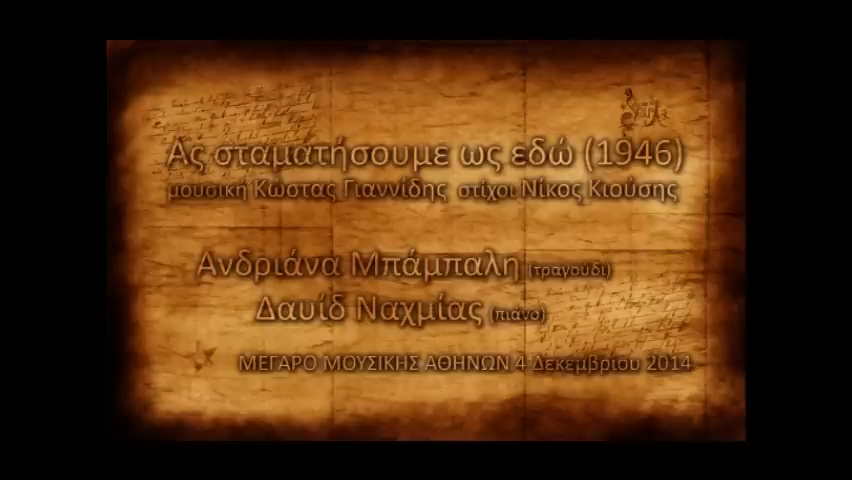 Ας σταματήσουμε ως εδώ (1946)
μουσική Κώστας Γιαννίδης στίχοι Νίκος Κιούσης
Ανδριάνα Μπάμπαλη (τραγούδι)
Δαυίδ Ναχμίας (πιάνο)
ΜΕΓΑΡΟ ΜΟΥΣΙΚΗΣ ΑΘΗΝΩΝ 4 Δεκεμβρίου 2014